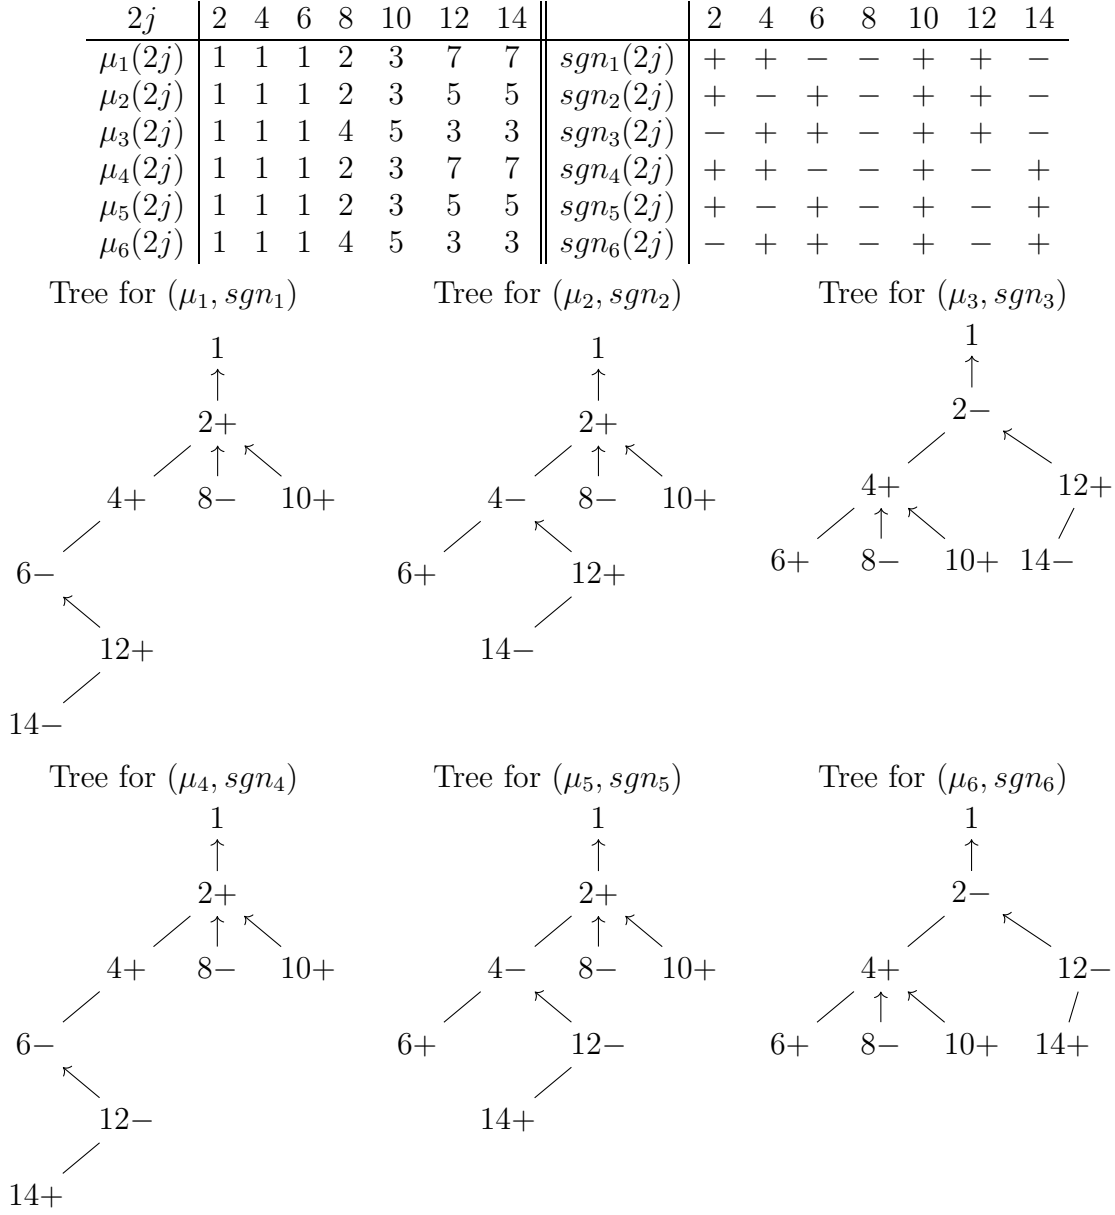 2j 2 4 6 8 10 12 14 2 4 6 8 10 12 14
μ₁(2j) 1 1 1 2 3 7 7 sgn₁(2j) + + − − + + −
μ₂(2j) 1 1 1 2 3 5 5 sgn₂(2j) + − + − + + −
μ₃(2j) 1 1 1 4 5 3 3 sgn₃(2j) − + + − + + −
μ₄(2j) 1 1 1 2 3 7 7 sgn₄(2j) + + − − + − +
μ₅(2j) 1 1 1 2 3 5 5 sgn₅(2j) + − + − + − +
μ₆(2j) 1 1 1 4 5 3 3 sgn₆(2j) − + + − + − +
Tree for (μ₁, sgn₁) Tree for (μ₂, sgn₂) Tree for (μ₃, sgn₃)
1 1 1
2+ 2+ 2−
4+ 8− 10+ 4− 8− 10+ 4+ 12+
6− 6+ 12+ 6+ 8− 10+ 14−
12+ 14−
14−
Tree for (μ₄, sgn₄) Tree for (μ₅, sgn₅) Tree for (μ₆, sgn₆)
1 1 1
2+ 2+ 2−
4+ 8− 10+ 4− 8− 10+ 4+ 12−
6− 6+ 12− 6+ 8− 10+ 14+
12− 14+
14+